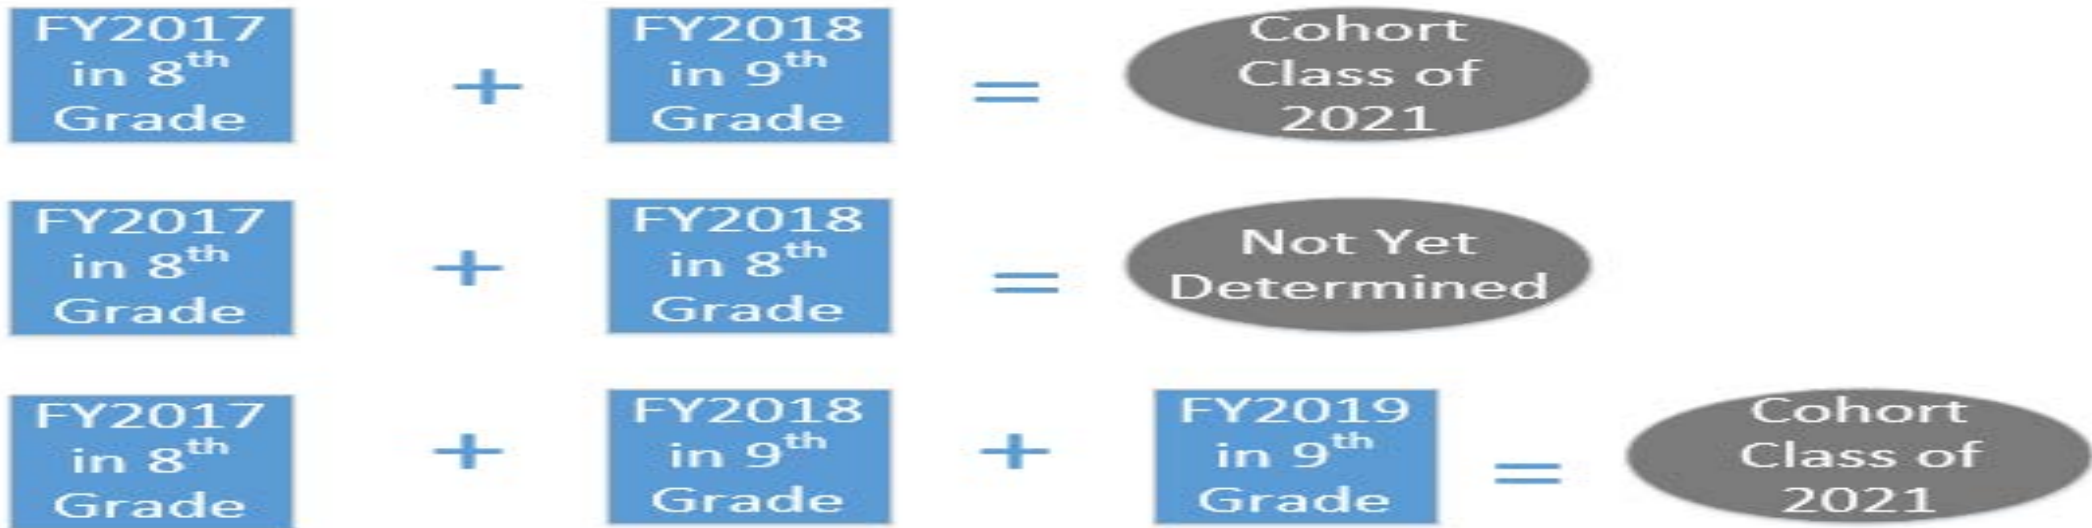 FY2017
in 8th
Grade
+
FY2018
in 9th
Grade
=
Cohort
Class of
2021
FY2017
in 8th
Grade
+
FY2018
in 8th
Grade
=
Not Yet
Determined
FY2017
in 8th
Grade
+
FY2018
in 9th
Grade
+
FY2019
in 9th
Grade
=
Cohort
Class of
2021